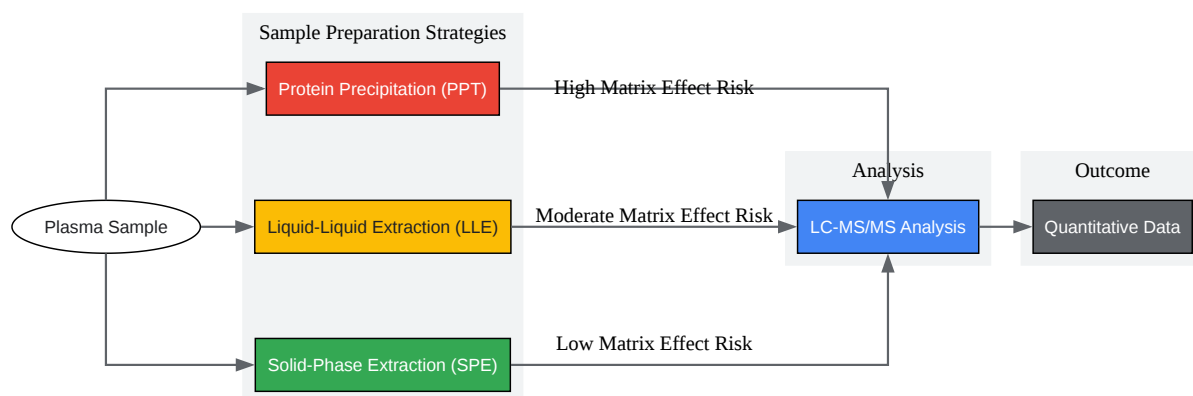 Sample Preparation Strategies
Protein Precipitation (PPT)
High Matrix Effect Risk
Analysis
Outcome
Plasma Sample
Liquid-Liquid Extraction (LLE)
Moderate Matrix Effect Risk
LC-MS/MS Analysis
Quantitative Data
Solid-Phase Extraction (SPE)
Low Matrix Effect Risk